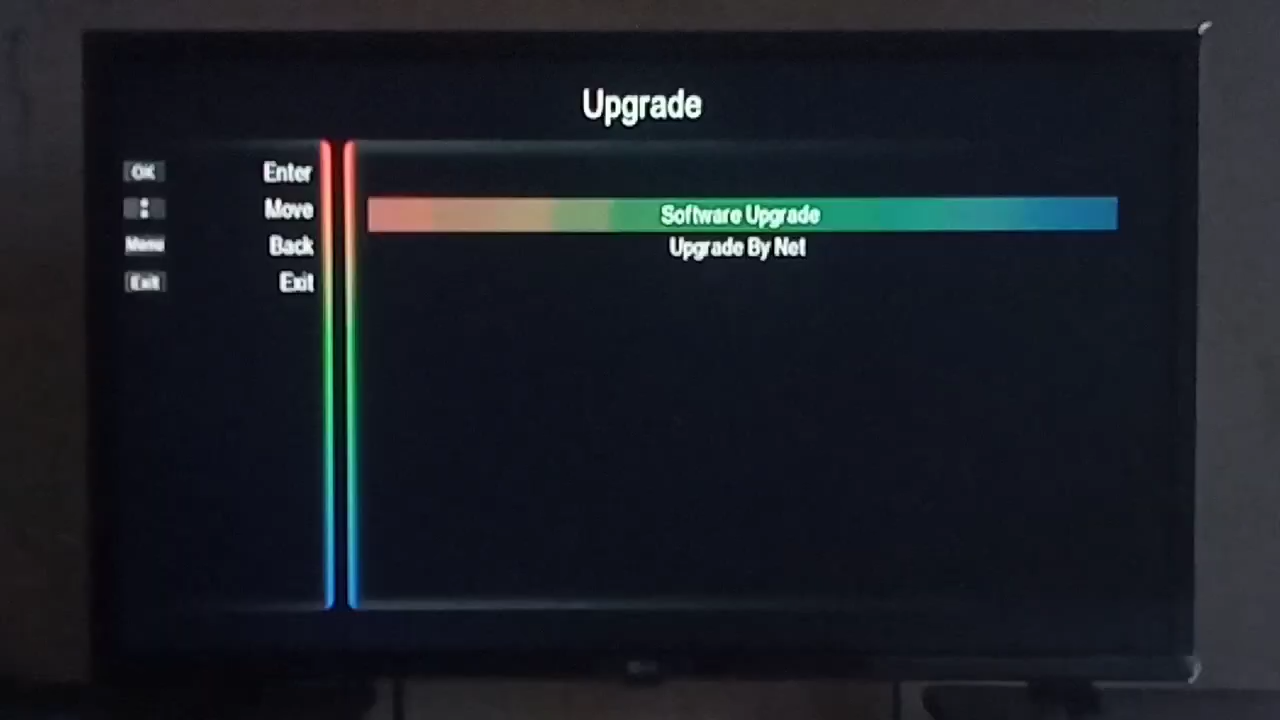 Upgrade
OK Enter
Move
Menu Back
Exit Exit
Software Upgrade
Upgrade By Net